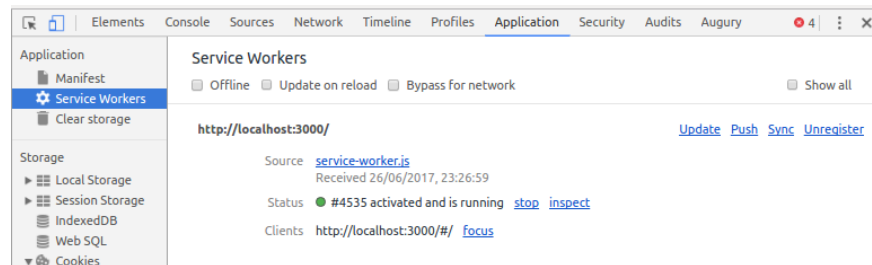 Elements Console Sources Network Timeline Profiles Application Security Audits Augury 4
Application
Manifest
Service Workers
Clear storage
Storage
Local Storage
Session Storage
IndexedDB
Web SQL
Cookies
Service Workers
Offline Update on reload Bypass for network Show all
http://localhost:3000/ Update Push Sync Unregister
Source service-worker.js
Received 26/06/2017, 23:26:59
Status #4535 activated and is running stop inspect
Clients http://localhost:3000/#/ focus